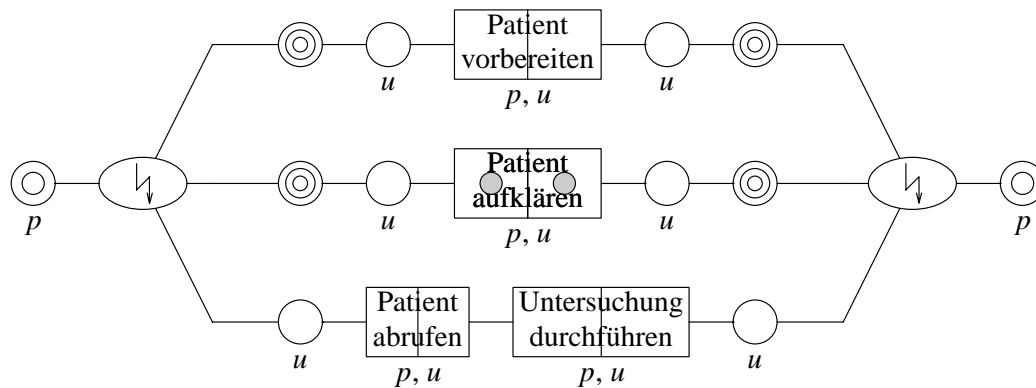 Patient
vorbereiten
u
p, u
u
Patient
aufklären
p
u
p, u
u
p
Patient
abrufen
Untersuchung
durchführen
u
p, u
p, u
u